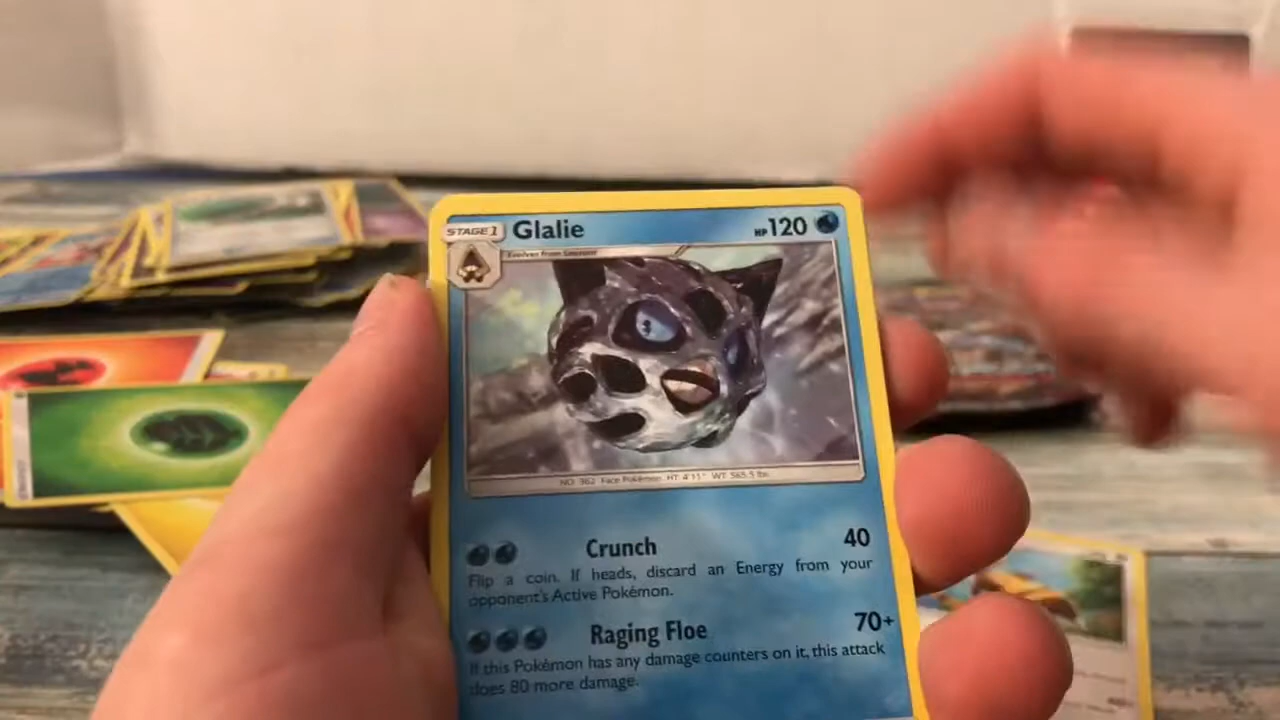 STAGE 1 Glalie HP 120
Evolves from Snorunt
NO. 362 Face Pokémon HT: 4'11" WT: 565.5 lbs.
Crunch 40
Flip a coin. If heads, discard an Energy from your
opponent's Active Pokémon.
Raging Floe 70+
If this Pokémon has any damage counters on it, this attack
does 80 more damage.